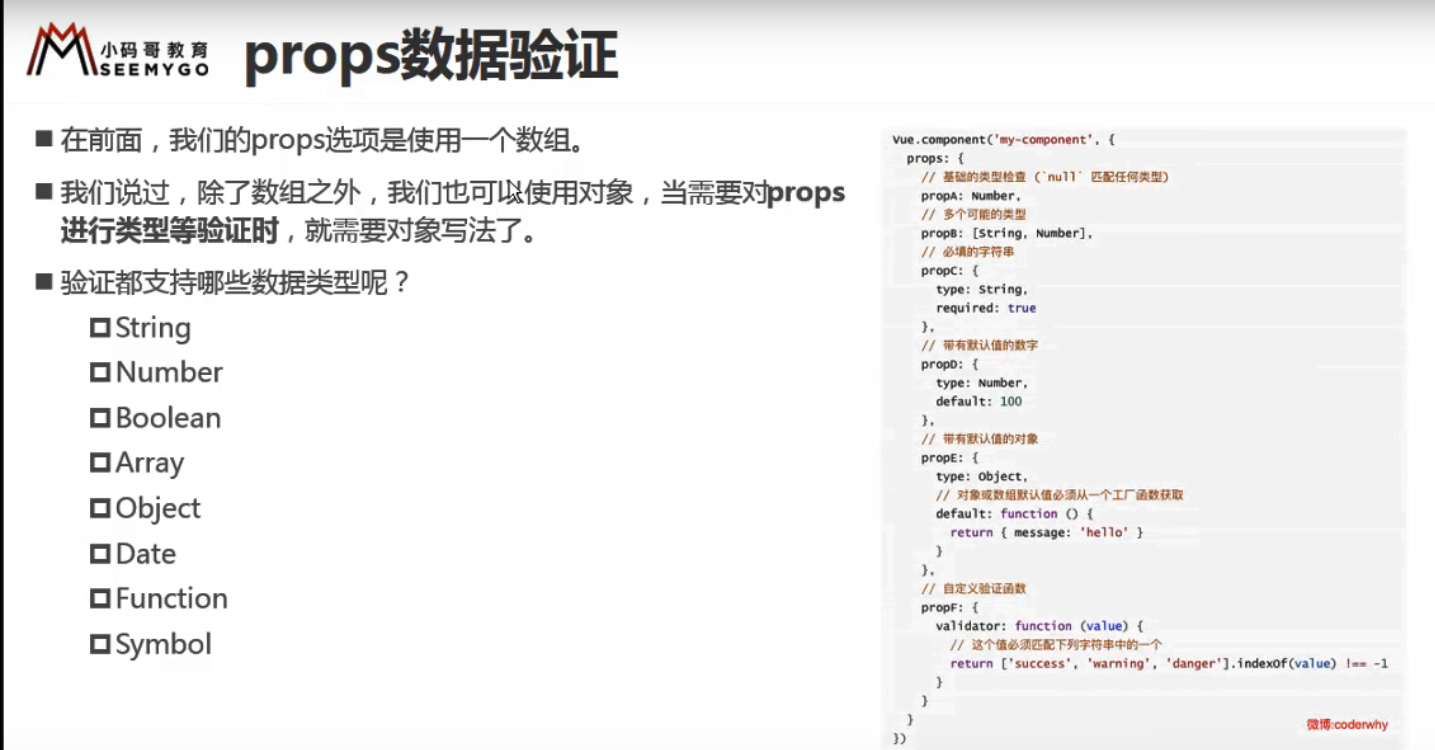 小码哥教育
SEEMYGO
props数据验证
在前面，我们的props选项是使用一个数组。
我们说过，除了数组之外，我们也可以使用对象，当需要对props
进行类型等验证时，就需要对象写法了。
验证都支持哪些数据类型呢？
String
Number
Boolean
Array
Object
Date
Function
Symbol
Vue.component('my-component', {
props: {
// 基础的类型检查 (`null` 匹配任何类型)
propA: Number,
// 多个可能的类型
propB: [String, Number],
// 必填的字符串
propC: {
type: String,
required: true
},
// 带有默认值的数字
propD: {
type: Number,
default: 100
},
// 带有默认值的对象
propE: {
type: Object,
// 对象或数组默认值必须从一个工厂函数获取
default: function () {
return { message: 'hello' }
}
},
// 自定义验证函数
propF: {
validator: function (value) {
// 这个值必须匹配下列字符串中的一个
return ['success', 'warning', 'danger'].indexOf(value) !== -1
}
}
}
})
微博:coderwhy